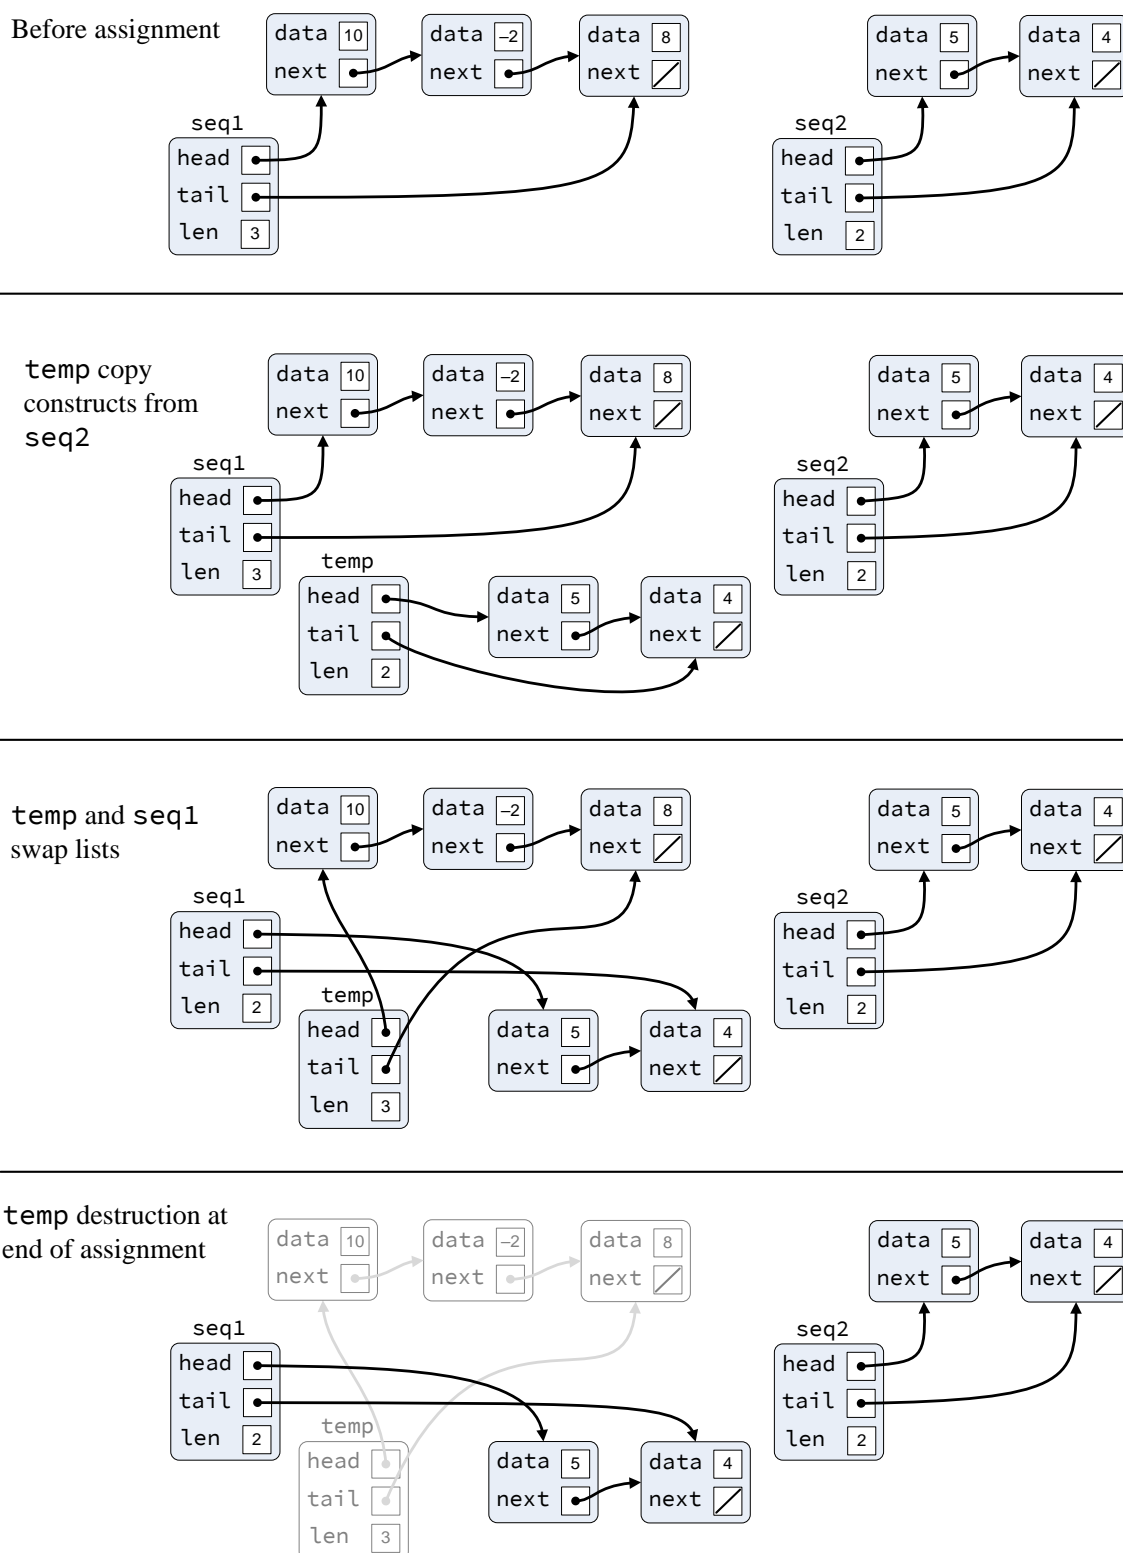 Before assignment
data 10 data –2 data 8 data 5 data 4
next next next next next
seq1 seq2
head head
tail tail
len 3 len 2
temp copy
constructs from
seq2
data 10 data –2 data 8 data 5 data 4
next next next next next
seq1 seq2
head head
tail tail
len 3 len 2
temp
head data 5 data 4
tail next next
len 2
temp and seq1
swap lists
data 10 data –2 data 8 data 5 data 4
next next next next next
seq1 seq2
head head
tail tail
len 2 len 2
temp
head data 5 data 4
tail next next
len 3
temp destruction at
end of assignment
data 10 data –2 data 8 data 5 data 4
next next next next next
seq1 seq2
head head
tail tail
len 2 len 2
temp
head data 5 data 4
tail next next
len 3